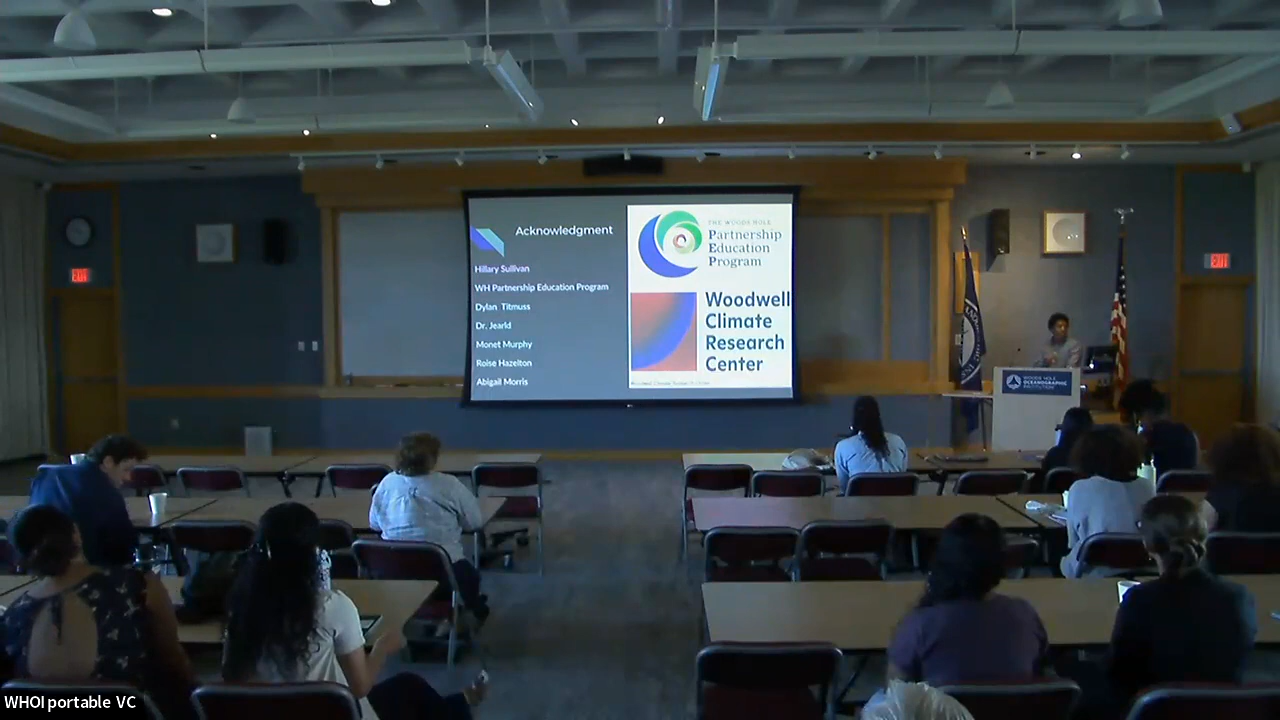 Acknowledgment
Hillary Sullivan
WH Partnership Education Program
Dylan Titmuss
Dr. Jearld
Monet Murphy
Roise Hazelton
Abigail Morris
THE WOODS HOLE
Partnership
Education
Program
Woodwell
Climate
Research
Center
EXIT
EXIT
WOODS HOLE
OCEANOGRAPHIC
INSTITUTION
WHOI portable VC